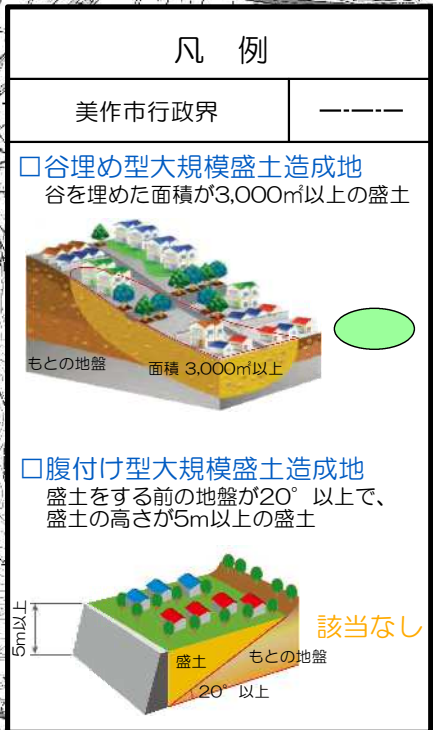 凡 例
美作市行政界
□谷埋め型大規模盛土造成地
谷を埋めた面積が3,000㎡以上の盛土
もとの地盤
面積 3,000㎡以上
□腹付け型大規模盛土造成地
盛土をする前の地盤が20°以上で、
盛土の高さが5m以上の盛土
5m以上
盛土
もとの地盤
20°以上
該当なし